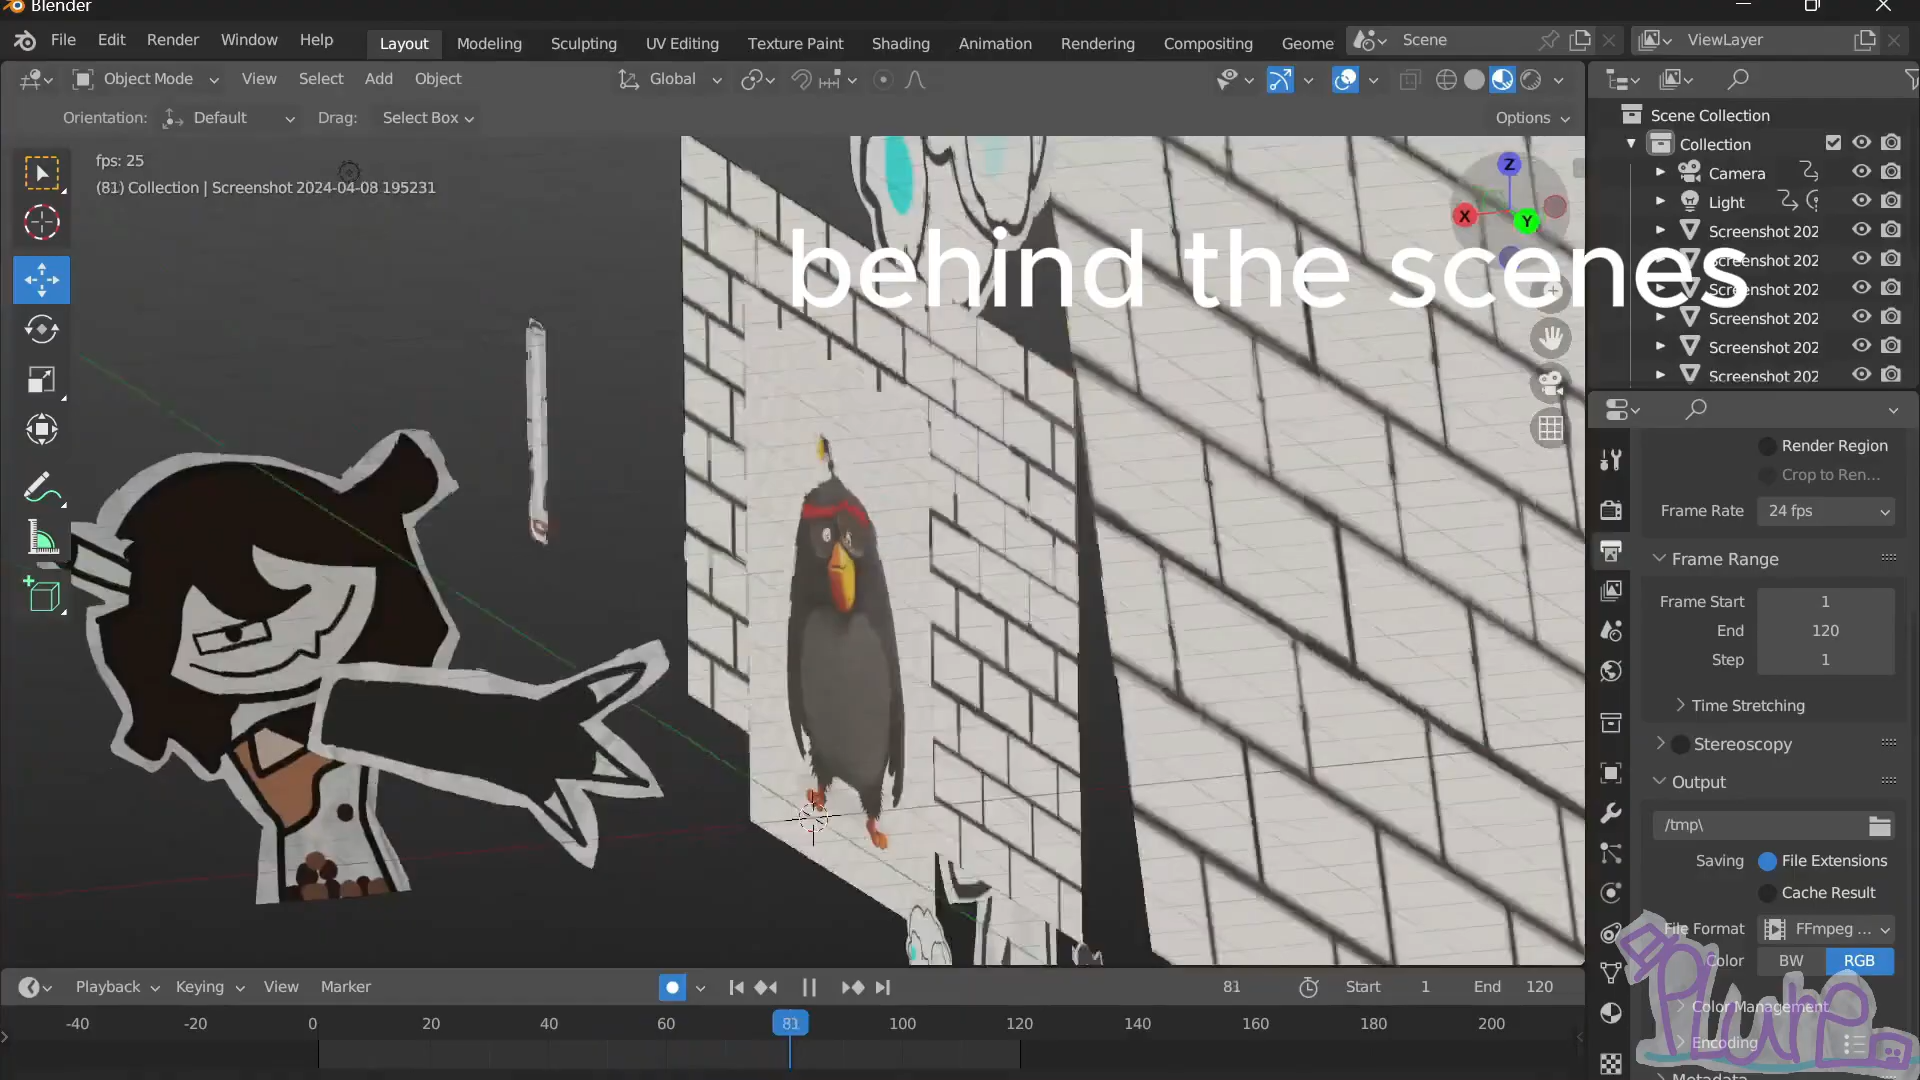 Blender
File Edit Render Window Help Layout Modeling Sculpting UV Editing Texture Paint Shading Animation Rendering Compositing Geome Scene ViewLayer
Object Mode View Select Add Object Global
Orientation: Default Drag: Select Box Options
fps: 25
(81) Collection | Screenshot 2024-04-08 195231
Z
X
Y
behind the scenes
Scene Collection
Collection
Camera
Light
Screenshot 202
Screenshot 202
Screenshot 202
Screenshot 202
Screenshot 202
Screenshot 202
Render Region
Crop to Ren...
Frame Rate 24 fps
Frame Range
Frame Start 1
End 120
Step 1
Time Stretching
Stereoscopy
Output
/tmp\
Saving File Extensions
Cache Result
File Format FFmpeg ...
Color BW RGB
Color Management
Encoding
Metadata
Playback Keying View Marker 81 Start 1 End 120
-40 -20 0 20 40 60 81 100 120 140 160 180 200